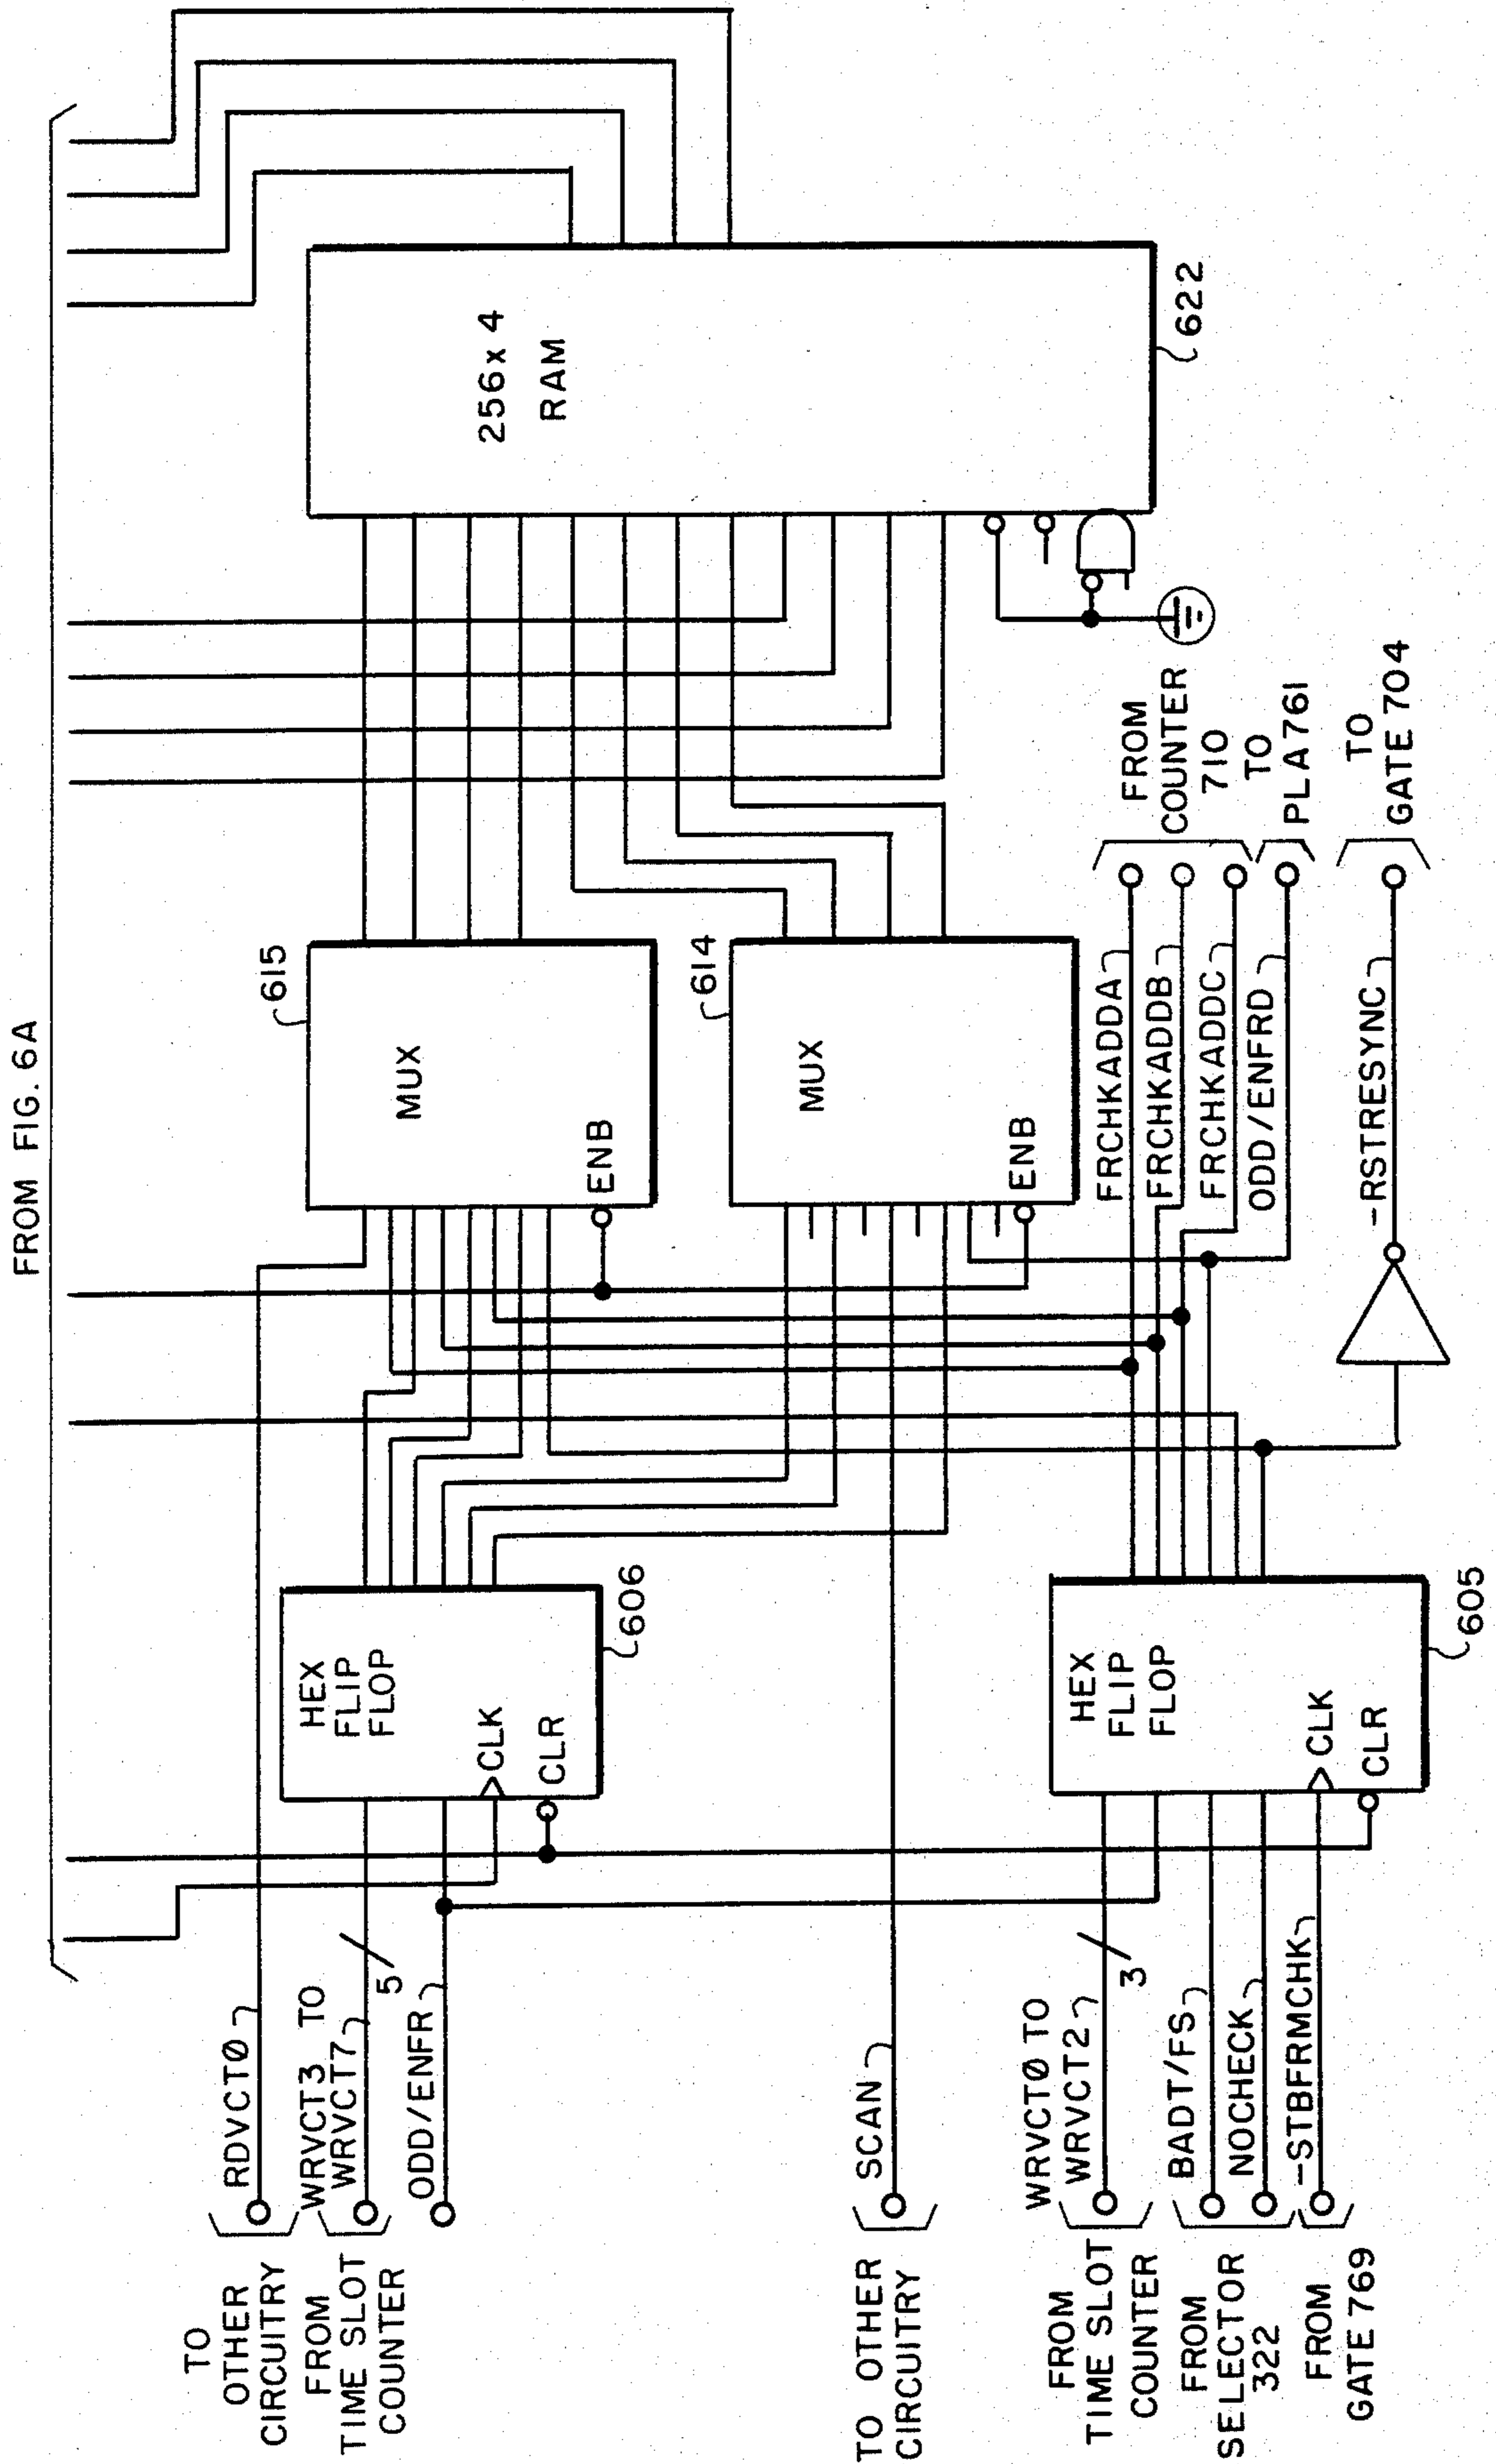 FROM FIG. 6A
TO
OTHER
CIRCUITRY
RDVCT0
FROM
TIME SLOT
COUNTER
WRVCT3 TO
WRVCT7
5
ODD/ENFR
TO OTHER
CIRCUITRY
SCAN
FROM
TIME SLOT
COUNTER
WRVCT0 TO
WRVCT2
3
FROM
SELECTOR
322
BADT/FS
NOCHECK
FROM
GATE 769
-STBFRMCHK
HEX
FLIP
FLOP
CLK
CLR
606
HEX
FLIP
FLOP
CLK
CLR
605
615
MUX
ENB
614
MUX
ENB
256x4
RAM
622
FRCHKADDA
FRCHKADDB
FRCHKADDC
ODD/ENFRD
-RSTRESYNC
FROM
COUNTER
710
TO
PLA761
TO
GATE 704